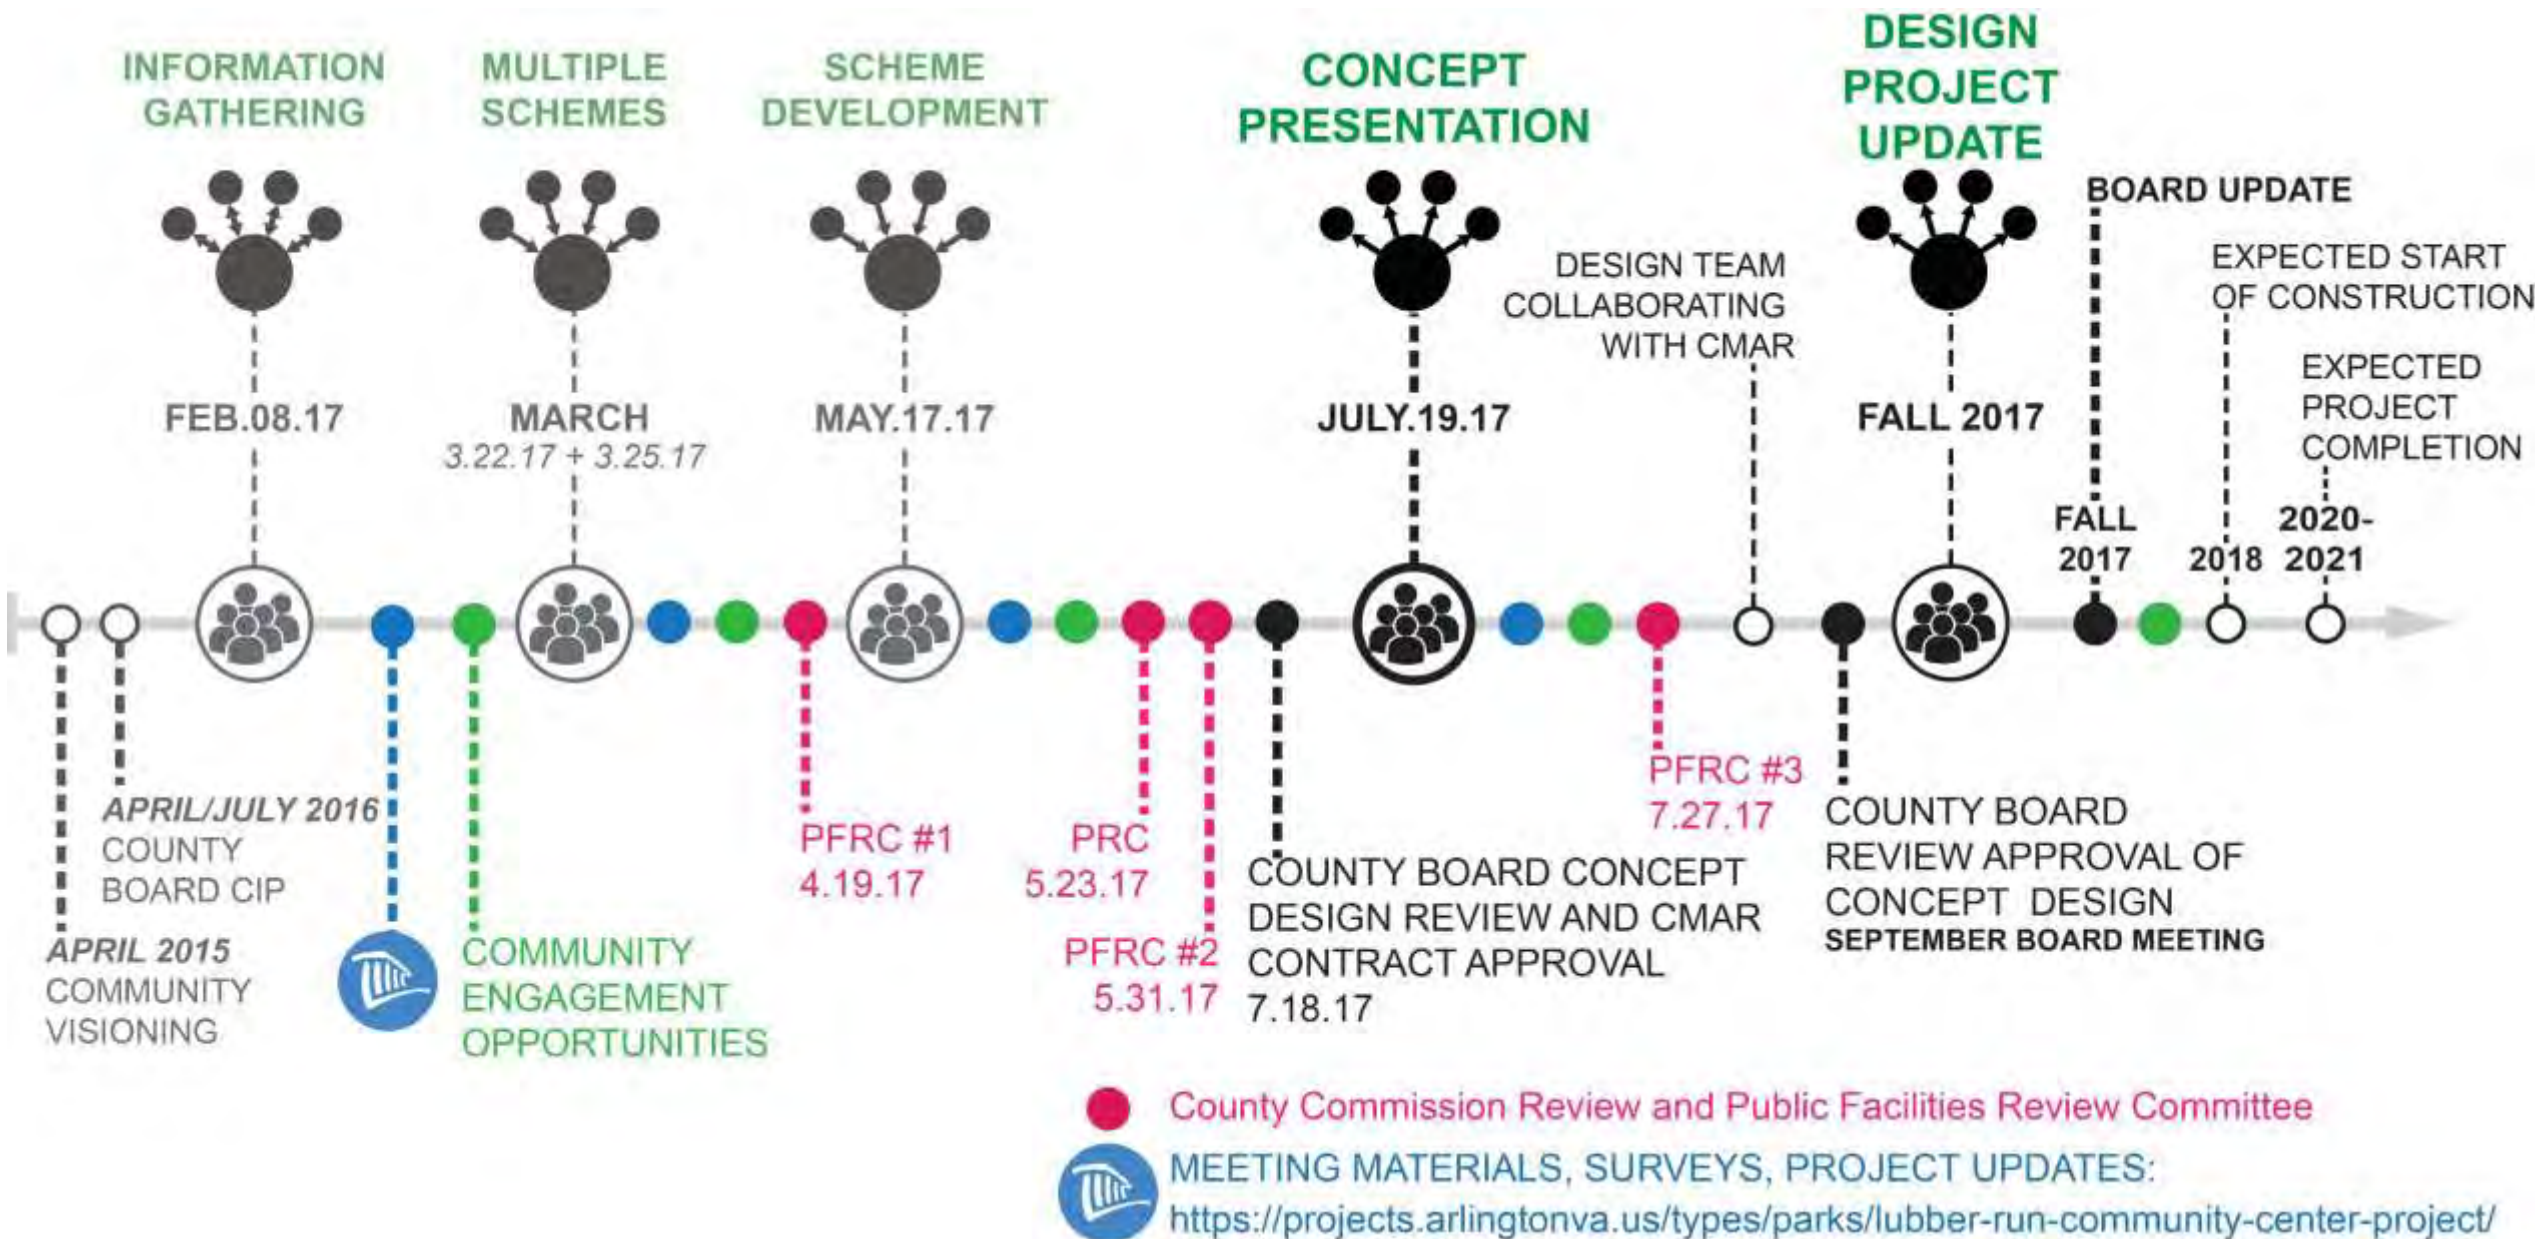 INFORMATION
GATHERING
MULTIPLE
SCHEMES
SCHEME
DEVELOPMENT
CONCEPT
PRESENTATION
DESIGN
PROJECT
UPDATE
BOARD UPDATE
DESIGN TEAM
COLLABORATING
WITH CMAR
EXPECTED START
OF CONSTRUCTION
EXPECTED
PROJECT
COMPLETION
FEB.08.17
MARCH
3.22.17 + 3.25.17
MAY.17.17
JULY.19.17
FALL 2017
FALL
2017
2018
2020-
2021
APRIL/JULY 2016
COUNTY
BOARD CIP
APRIL 2015
COMMUNITY
VISIONING
COMMUNITY
ENGAGEMENT
OPPORTUNITIES
PFRC #1
4.19.17
PRC
5.23.17
PFRC #2
5.31.17
COUNTY BOARD CONCEPT
DESIGN REVIEW AND CMAR
CONTRACT APPROVAL
7.18.17
PFRC #3
7.27.17
COUNTY BOARD
REVIEW APPROVAL OF
CONCEPT DESIGN
SEPTEMBER BOARD MEETING
County Commission Review and Public Facilities Review Committee
MEETING MATERIALS, SURVEYS, PROJECT UPDATES:
https://projects.arlingtonva.us/types/parks/lubber-run-community-center-project/